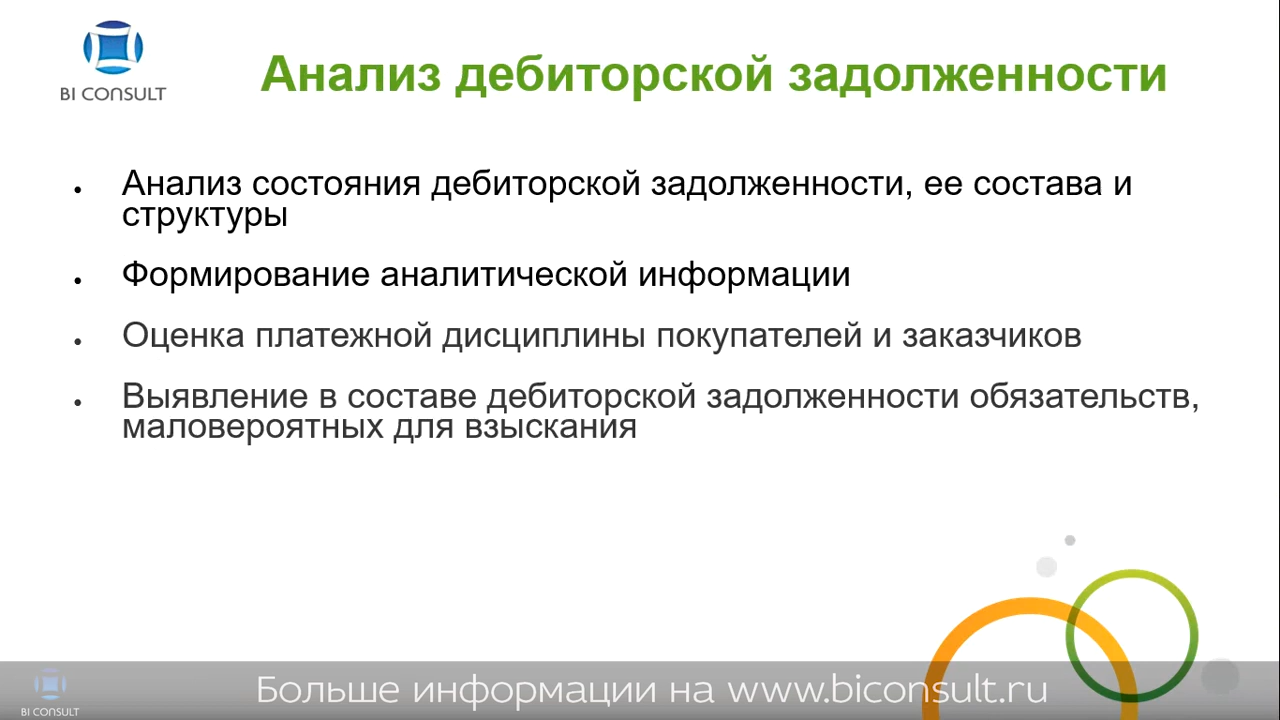 BI CONSULT
Анализ дебиторской задолженности
• Анализ состояния дебиторской задолженности, ее состава и
структуры
• Формирование аналитической информации
• Оценка платежной дисциплины покупателей и заказчиков
• Выявление в составе дебиторской задолженности обязательств,
маловероятных для взыскания
Больше информации на www.biconsult.ru
BI CONSULT